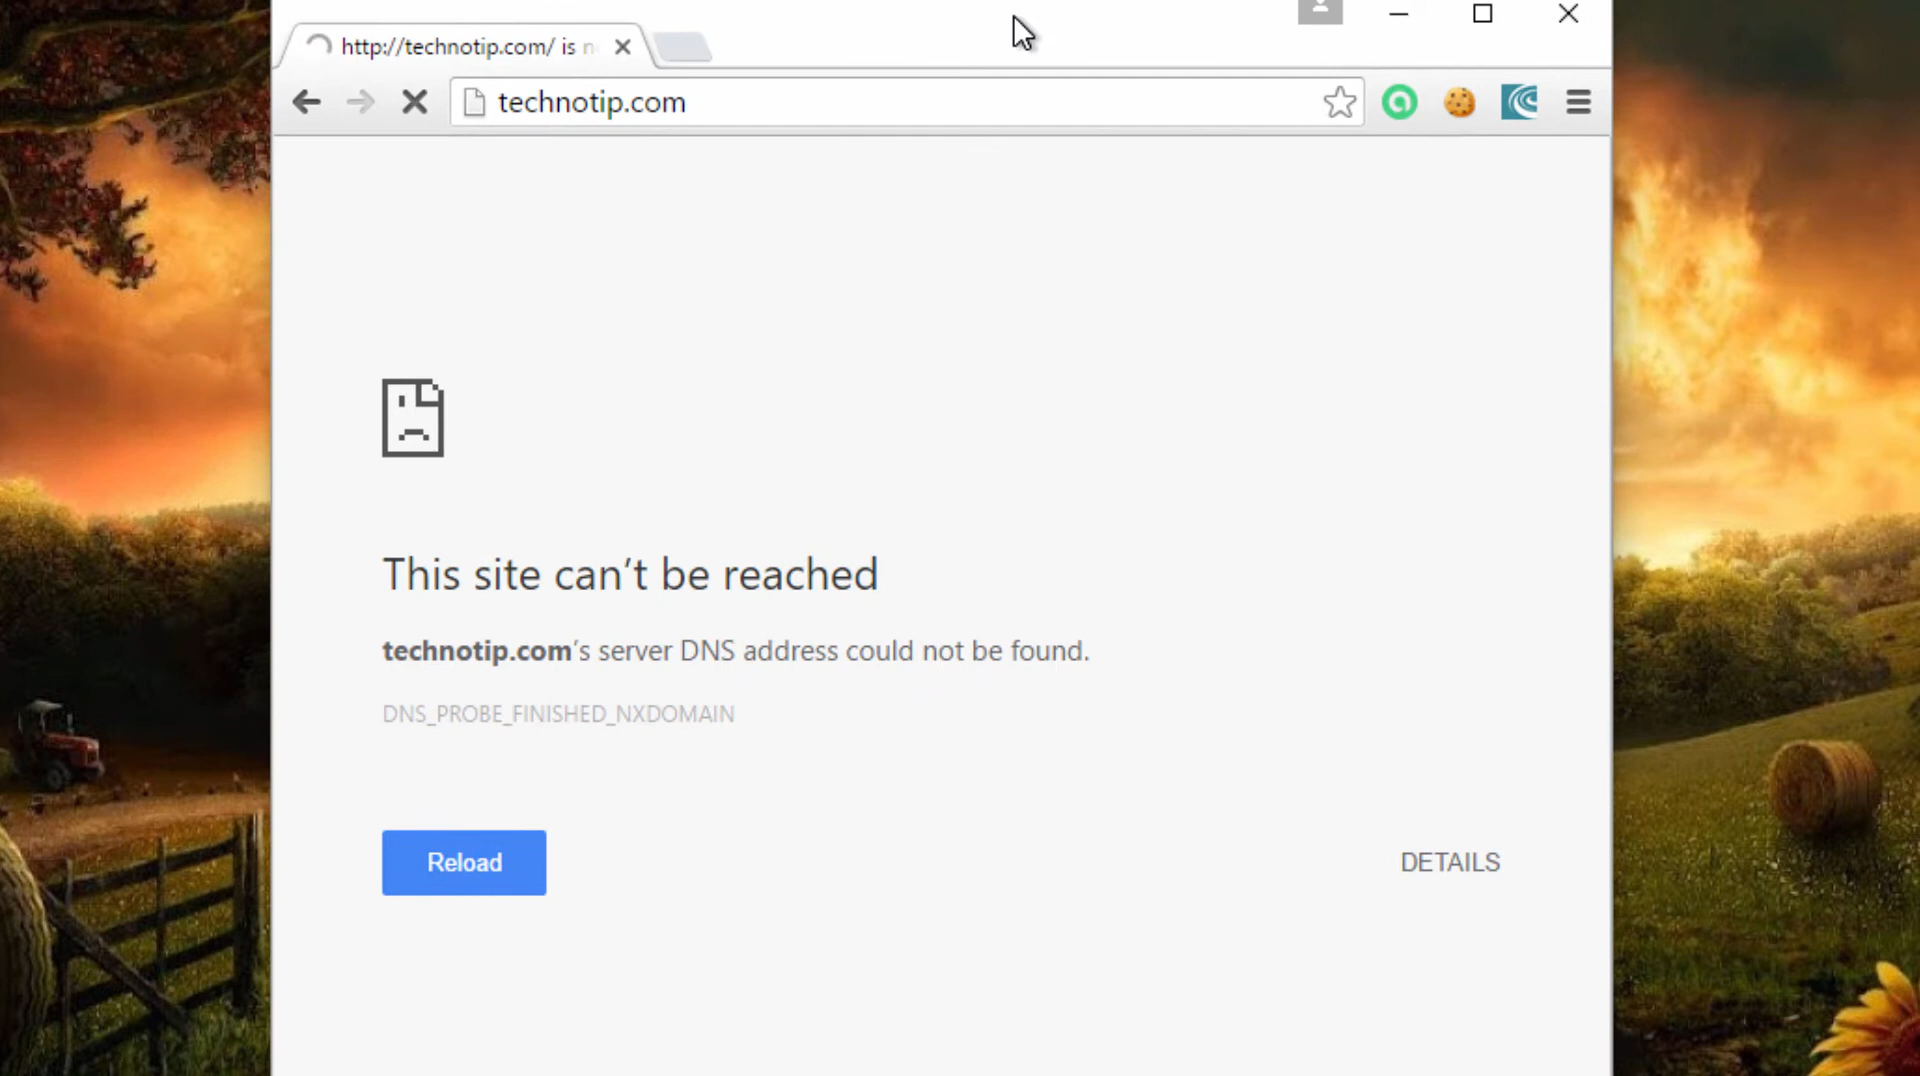 http://technotip.com/ is n
technotip.com
This site can’t be reached
technotip.com’s server DNS address could not be found.
DNS_PROBE_FINISHED_NXDOMAIN
Reload
DETAILS